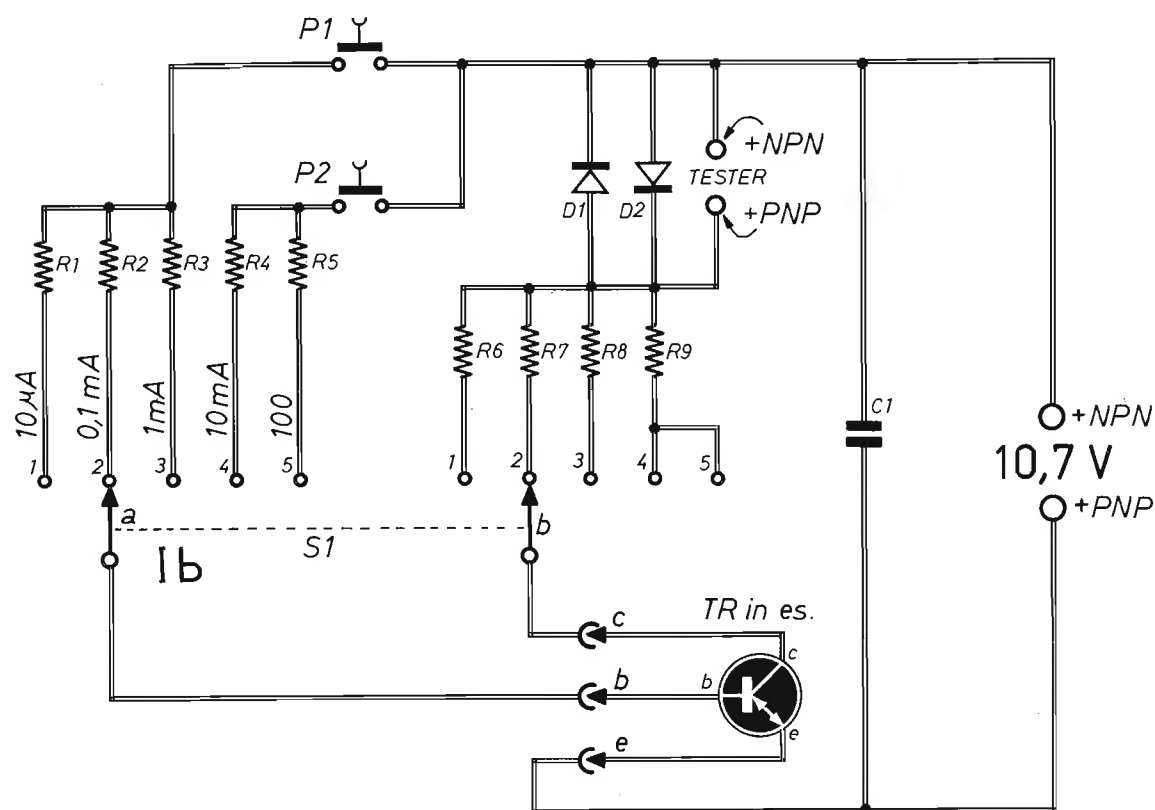 P1
P2
+NPN
TESTER
+PNP
D1
D2
R1
R2
R3
R4
R5
R6
R7
R8
R9
10µA
0,1mA
1mA
10mA
100
1
2
3
4
5
1
2
3
4
5
C1
+NPN
10,7 V
+PNP
a
b
S1
Ib
TR in es.
c
c
b
b
e
e